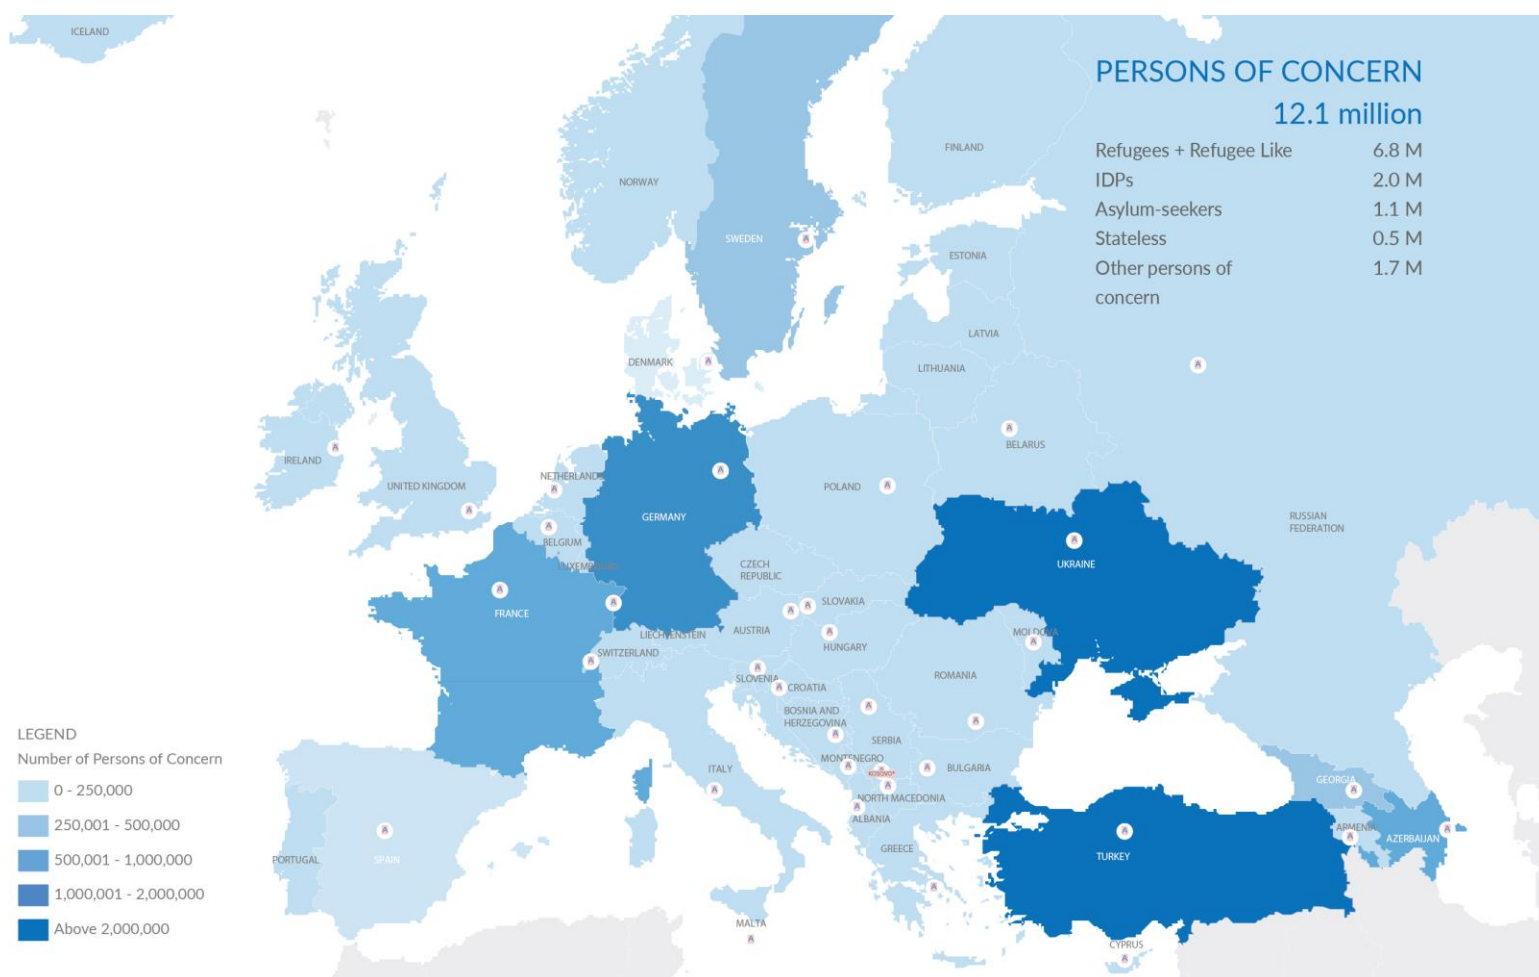 ICELAND
PERSONS OF CONCERN
12.1 million
Refugees + Refugee Like 6.8 M
IDPs 2.0 M
Asylum-seekers 1.1 M
Stateless 0.5 M
Other persons of 1.7 M
concern
FINLAND
NORWAY
SWEDEN
ESTONIA
LATVIA
DENMARK
LITHUANIA
BELARUS
IRELAND
NETHERLANDS
UNITED KINGDOM
POLAND
GERMANY
RUSSIAN
FEDERATION
BELGIUM
LUXEMBOURG
CZECH
REPUBLIC
UKRAINE
SLOVAKIA
FRANCE
AUSTRIA
LIECHTENSTEIN
MOLDOVA
HUNGARY
SWITZERLAND
ROMANIA
SLOVENIA
CROATIA
BOSNIA AND
HERZEGOVINA
SERBIA
MONTENEGRO
KOSOVO*
BULGARIA
ITALY
GEORGIA
NORTH MACEDONIA
ALBANIA
ARMENIA
AZERBAIJAN
GREECE
TURKEY
PORTUGAL
SPAIN
MALTA
CYPRUS
LEGEND
Number of Persons of Concern
0 - 250,000
250,001 - 500,000
500,001 - 1,000,000
1,000,001 - 2,000,000
Above 2,000,000